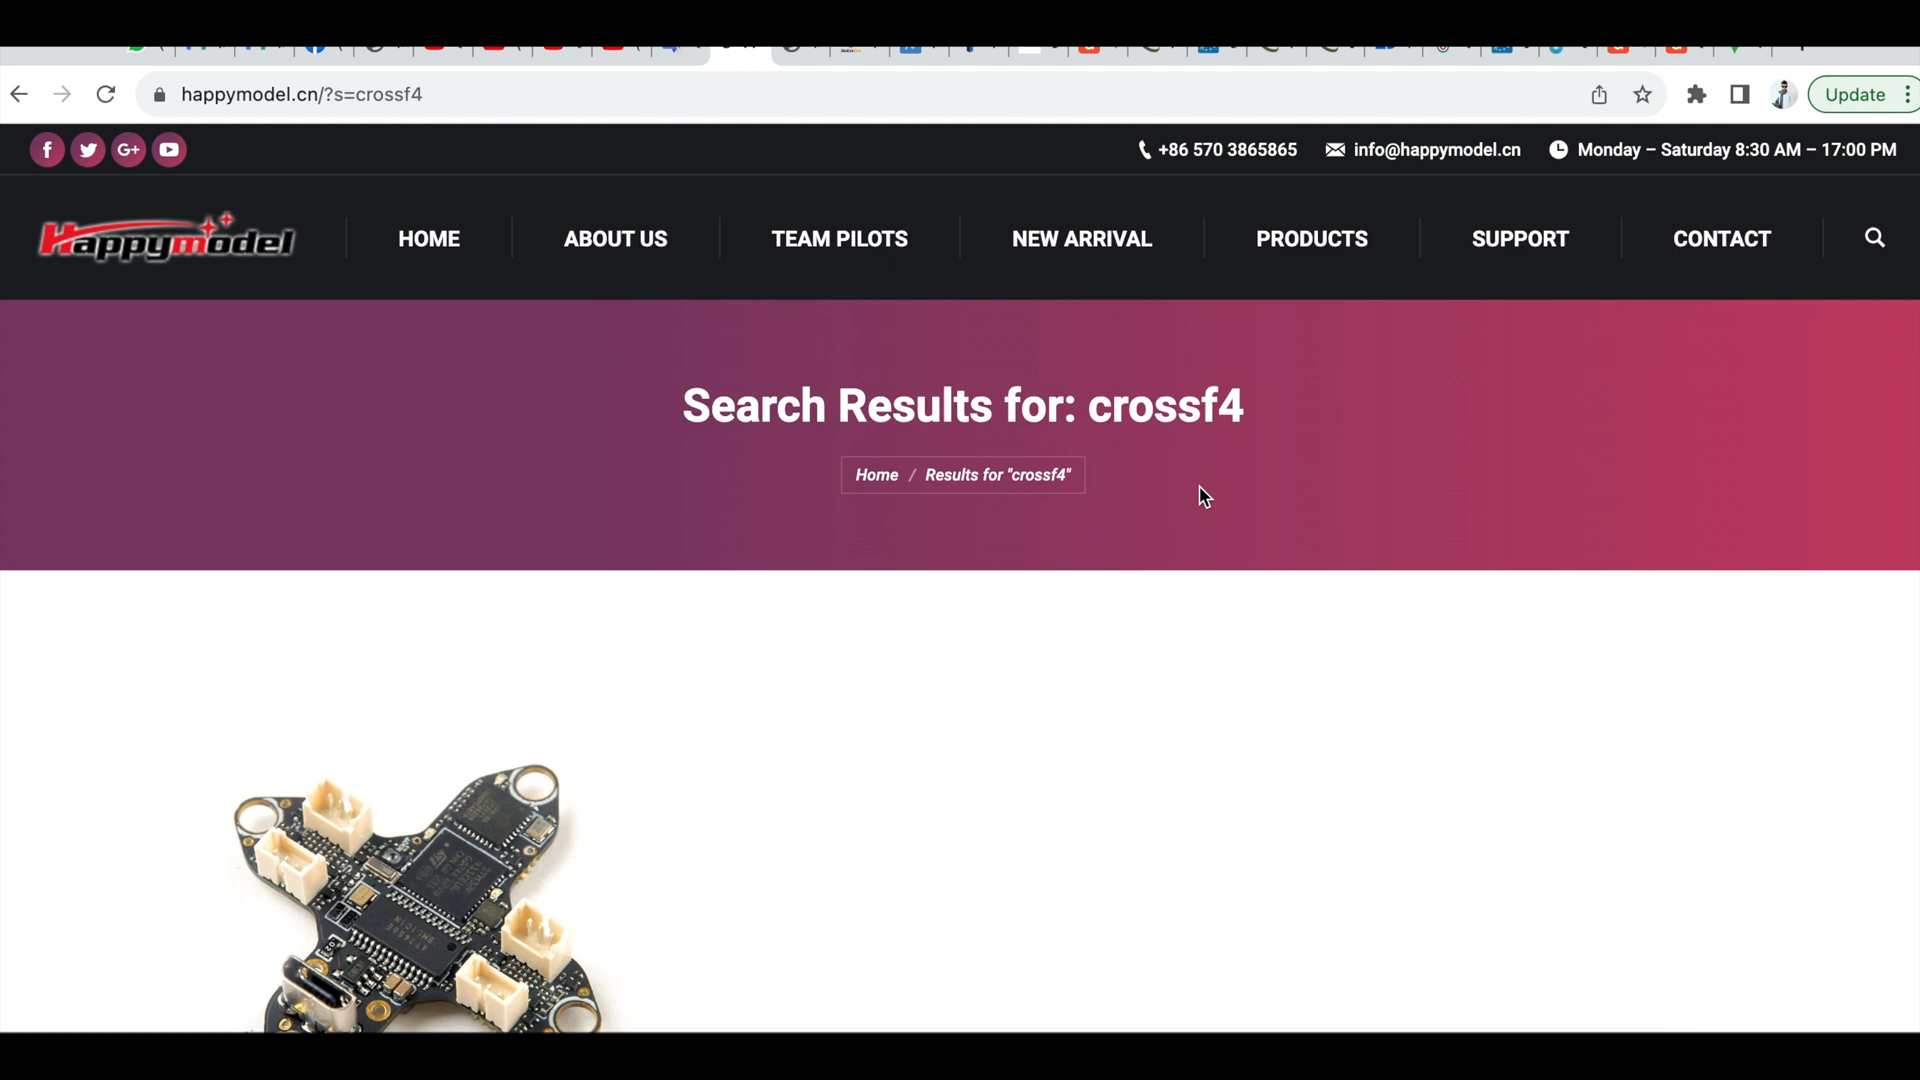 happymodel.cn/?s=crossf4
Update
f
G+
+86 570 3865865
info@happymodel.cn
Monday – Saturday 8:30 AM – 17:00 PM
Happymodel
HOME
ABOUT US
TEAM PILOTS
NEW ARRIVAL
PRODUCTS
SUPPORT
CONTACT
Search Results for: crossf4
Home / Results for "crossf4"